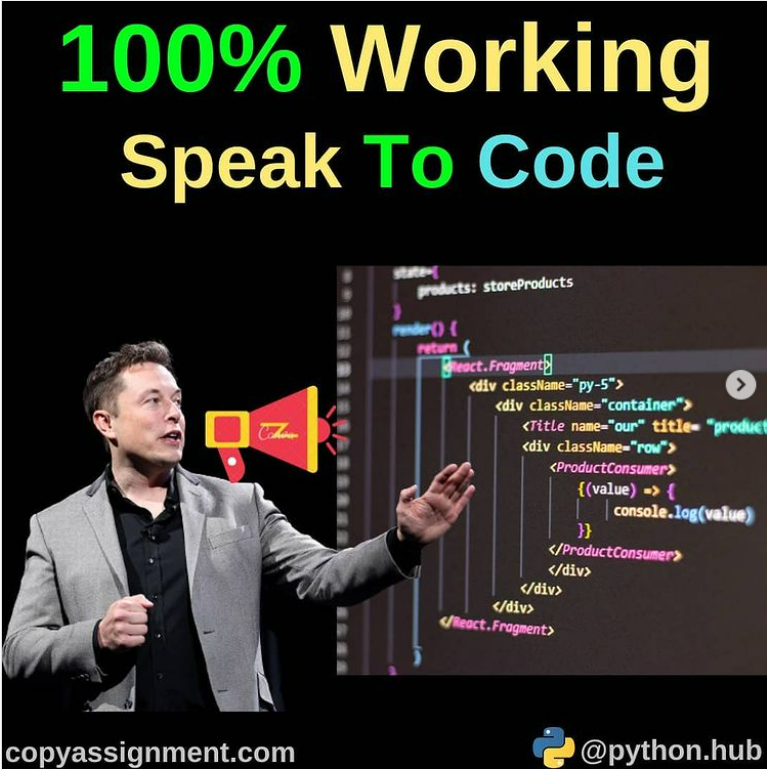 100% Working
Speak To Code
state={
products: storeProducts
}
render() {
return (
<React.Fragment>
<div className="py-5">
<div className="container">
<Title name="our" title= "product
<div className="row">
<ProductConsumer>
{(value) => {
console.log(value)
}}
</ProductConsumer>
</div>
</div>
</div>
</React.Fragment>
)
}
Canva
copyassignment.com
@python.hub